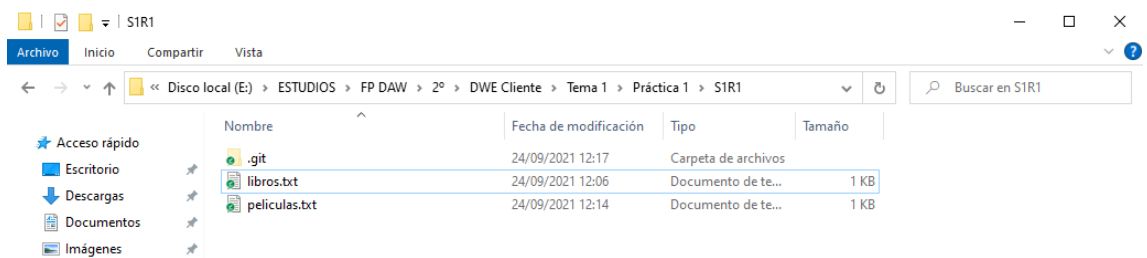 S1R1
Archivo Inicio Compartir Vista
« Disco local (E:) > ESTUDIOS > FP DAW > 2º > DWE Cliente > Tema 1 > Práctica 1 > S1R1 Buscar en S1R1
Nombre Fecha de modificación Tipo Tamaño
Acceso rápido
.git 24/09/2021 12:17 Carpeta de archivos
Escritorio
libros.txt 24/09/2021 12:06 Documento de te... 1 KB
Descargas
peliculas.txt 24/09/2021 12:14 Documento de te... 1 KB
Documentos
Imágenes